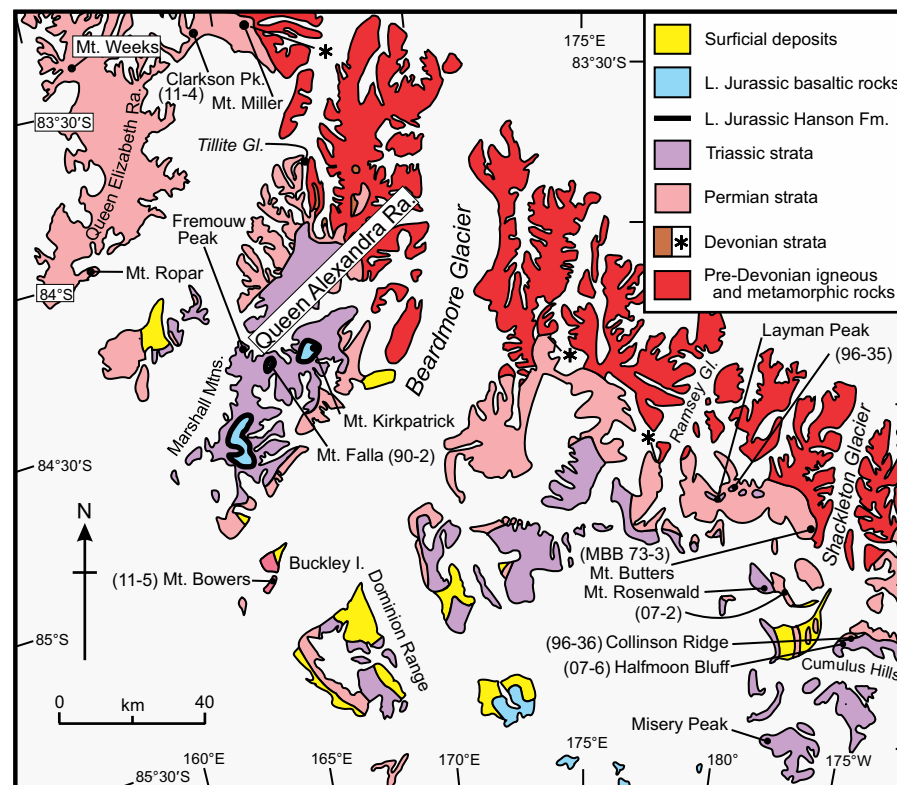 Mt. Weeks
Clarkson Pk.
(11-4)
Mt. Miller
175°E
83°30'S
83°30'S
Queen Elizabeth Ra.
Tillite Gl.
Fremouw
Peak
Mt. Ropar
84°S
Queen Alexandra Ra.
Beardmore Glacier
Surficial deposits
L. Jurassic basaltic rocks
L. Jurassic Hanson Fm.
Triassic strata
Permian strata
Devonian strata
Pre-Devonian igneous
and metamorphic rocks
Layman Peak
(96-35)
Ramsey Gl.
Shackleton Glacier
Marshall Mtns.
Mt. Kirkpatrick
Mt. Falla (90-2)
84°30'S
N
Buckley I.
(11-5) Mt. Bowers
Dominion Range
(MBB 73-3)
Mt. Butters
Mt. Rosenwald
(07-2)
(96-36) Collinson Ridge
(07-6) Halfmoon Bluff
Cumulus Hills
Misery Peak
85°S
0 40
km
85°30'S
160°E
165°E
170°E
175°E
180°
175°W